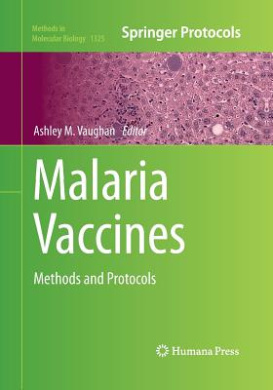 Methods in
Molecular Biology 1325
Springer Protocols
Ashley M. Vaughan Editor
Malaria
Vaccines
Methods and Protocols
Humana Press